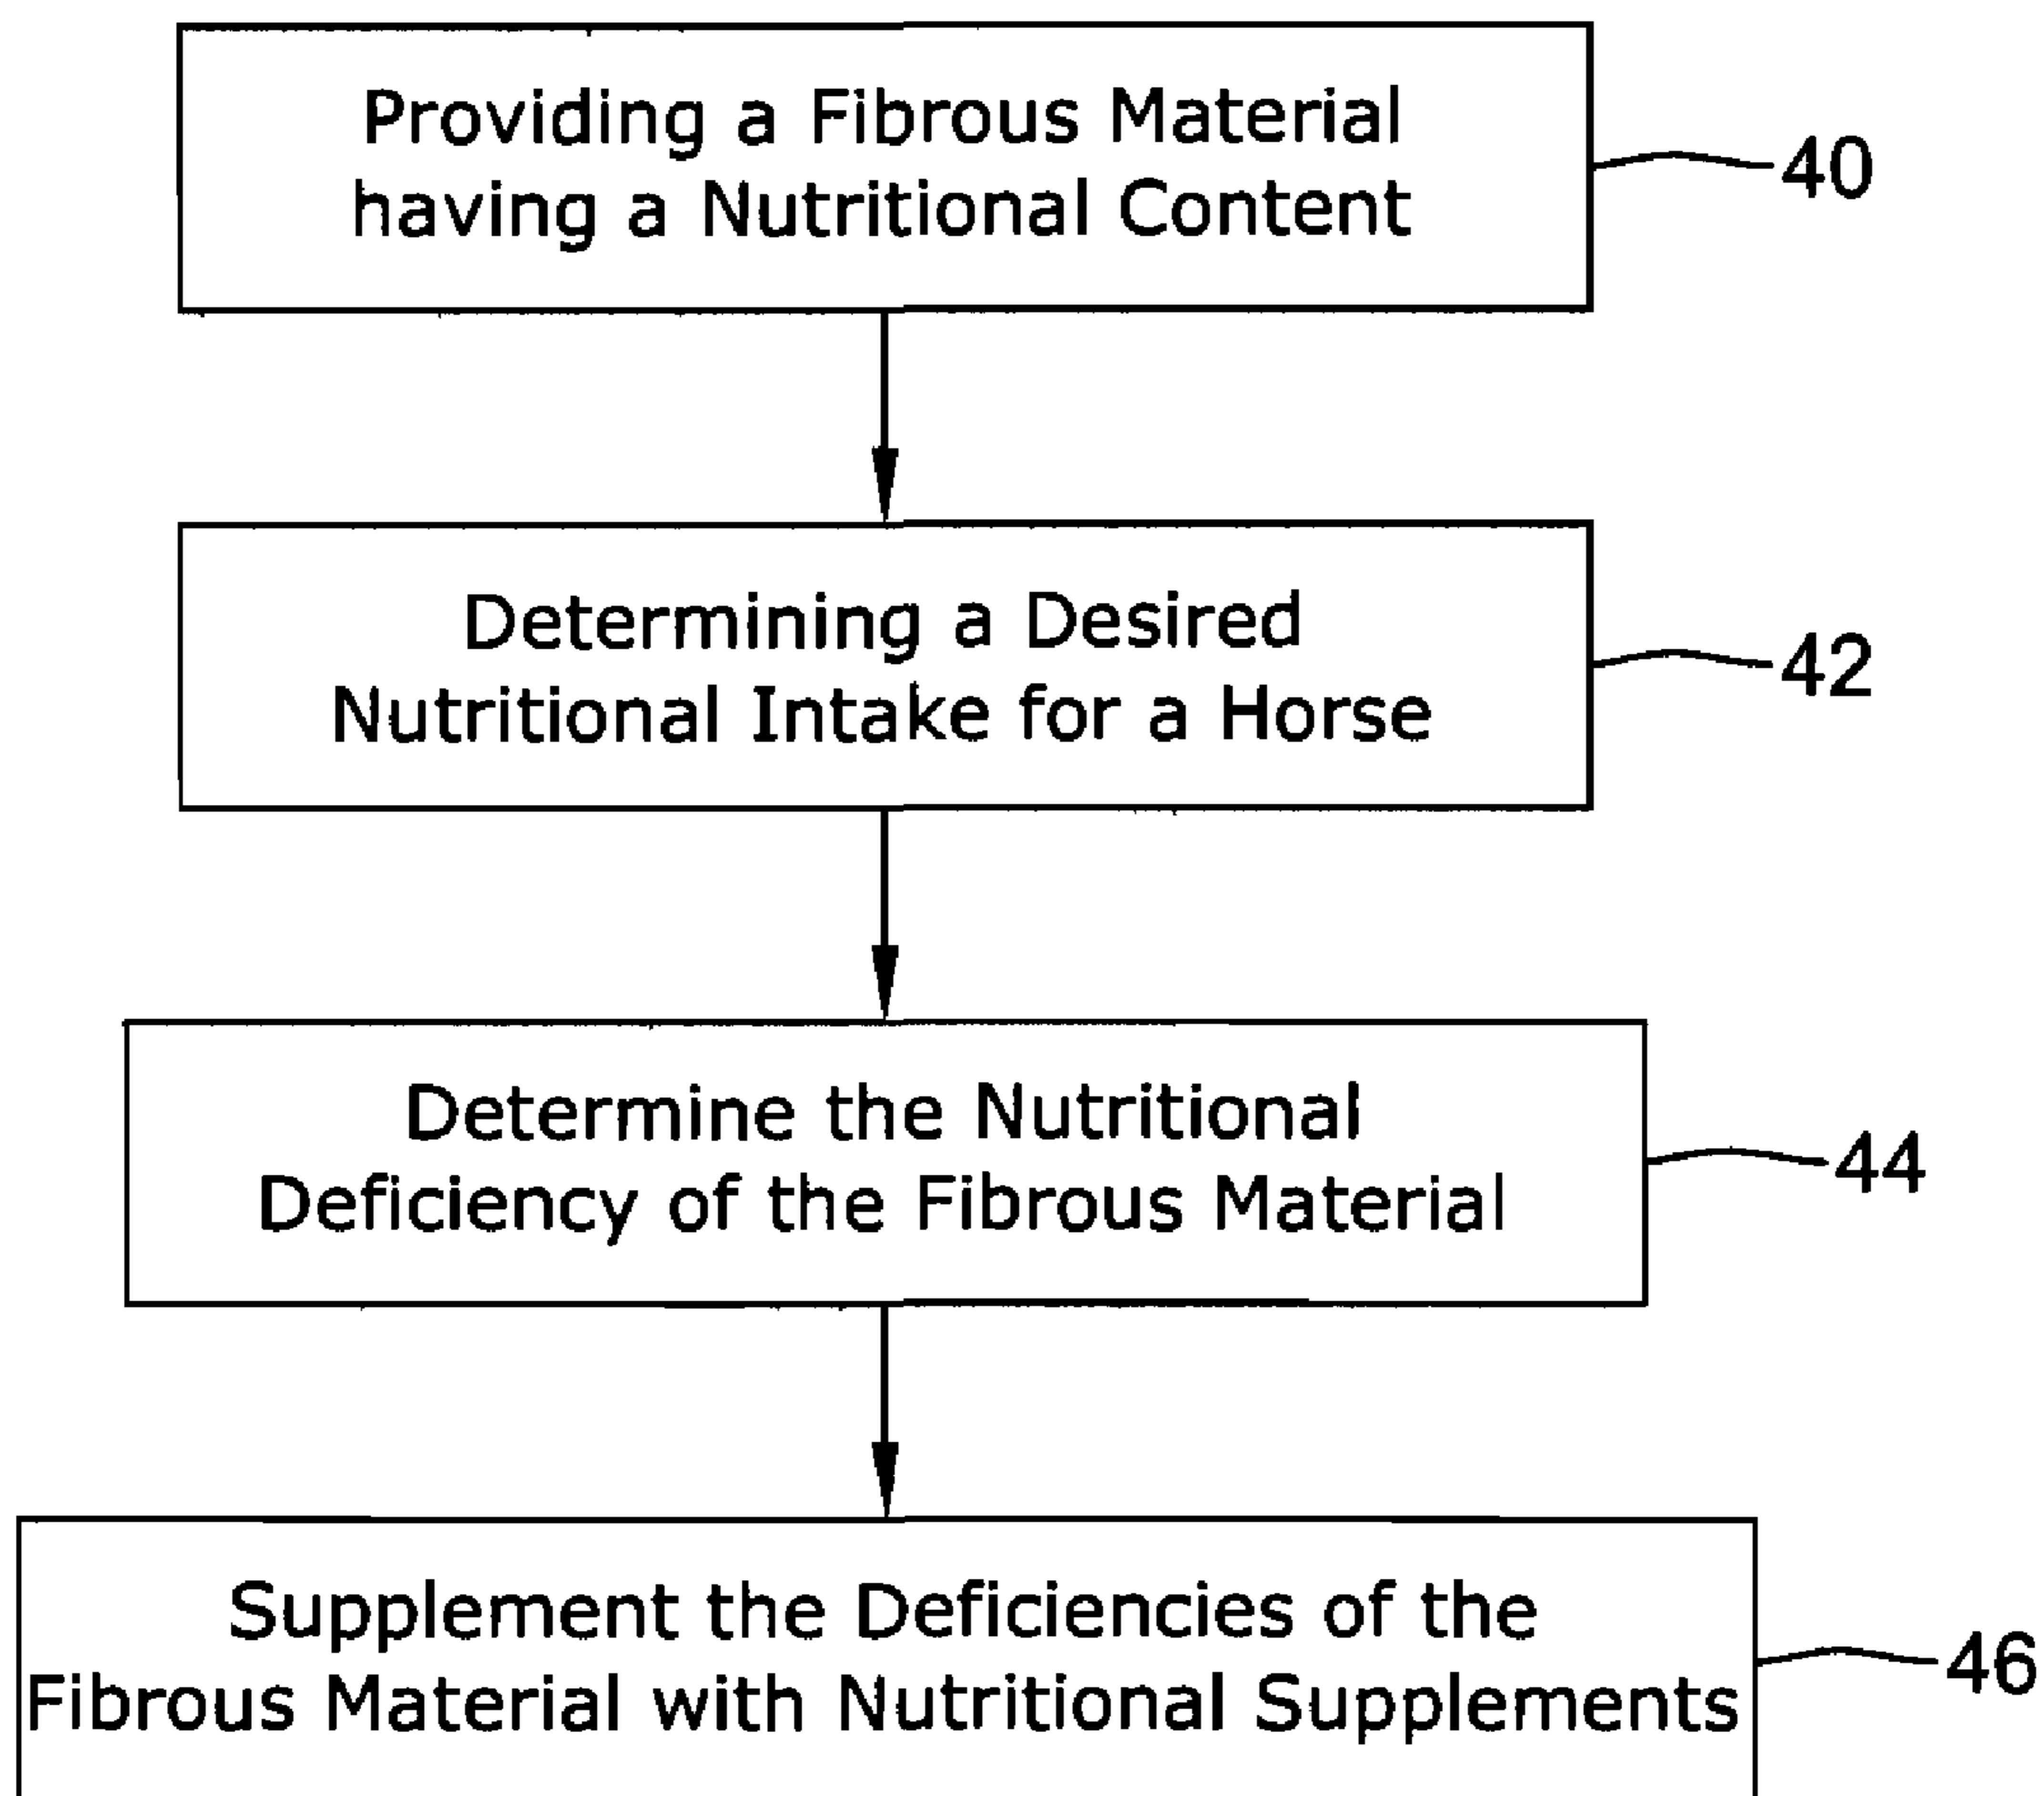 Providing a Fibrous Material
having a Nutritional Content
40
Determining a Desired
Nutritional Intake for a Horse
42
Determine the Nutritional
Deficiency of the Fibrous Material
44
Supplement the Deficiencies of the
Fibrous Material with Nutritional Supplements
46